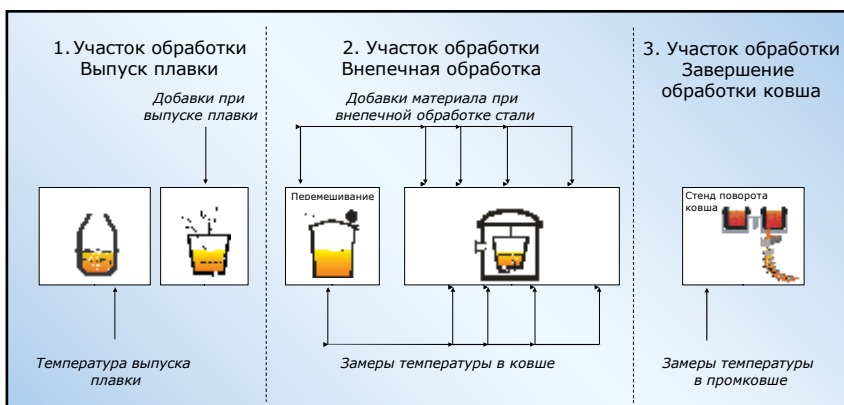 1. Участок обработки
Выпуск плавки
Добавки при
выпуске плавки
Температура выпуска
плавки
2. Участок обработки
Внепечная обработка
Добавки материала при
внепечной обработке стали
Перемешивание
Замеры температуры в ковше
3. Участок обработки
Завершение
обработки ковша
Стенд поворота
ковша
Замеры температуры
в промковше